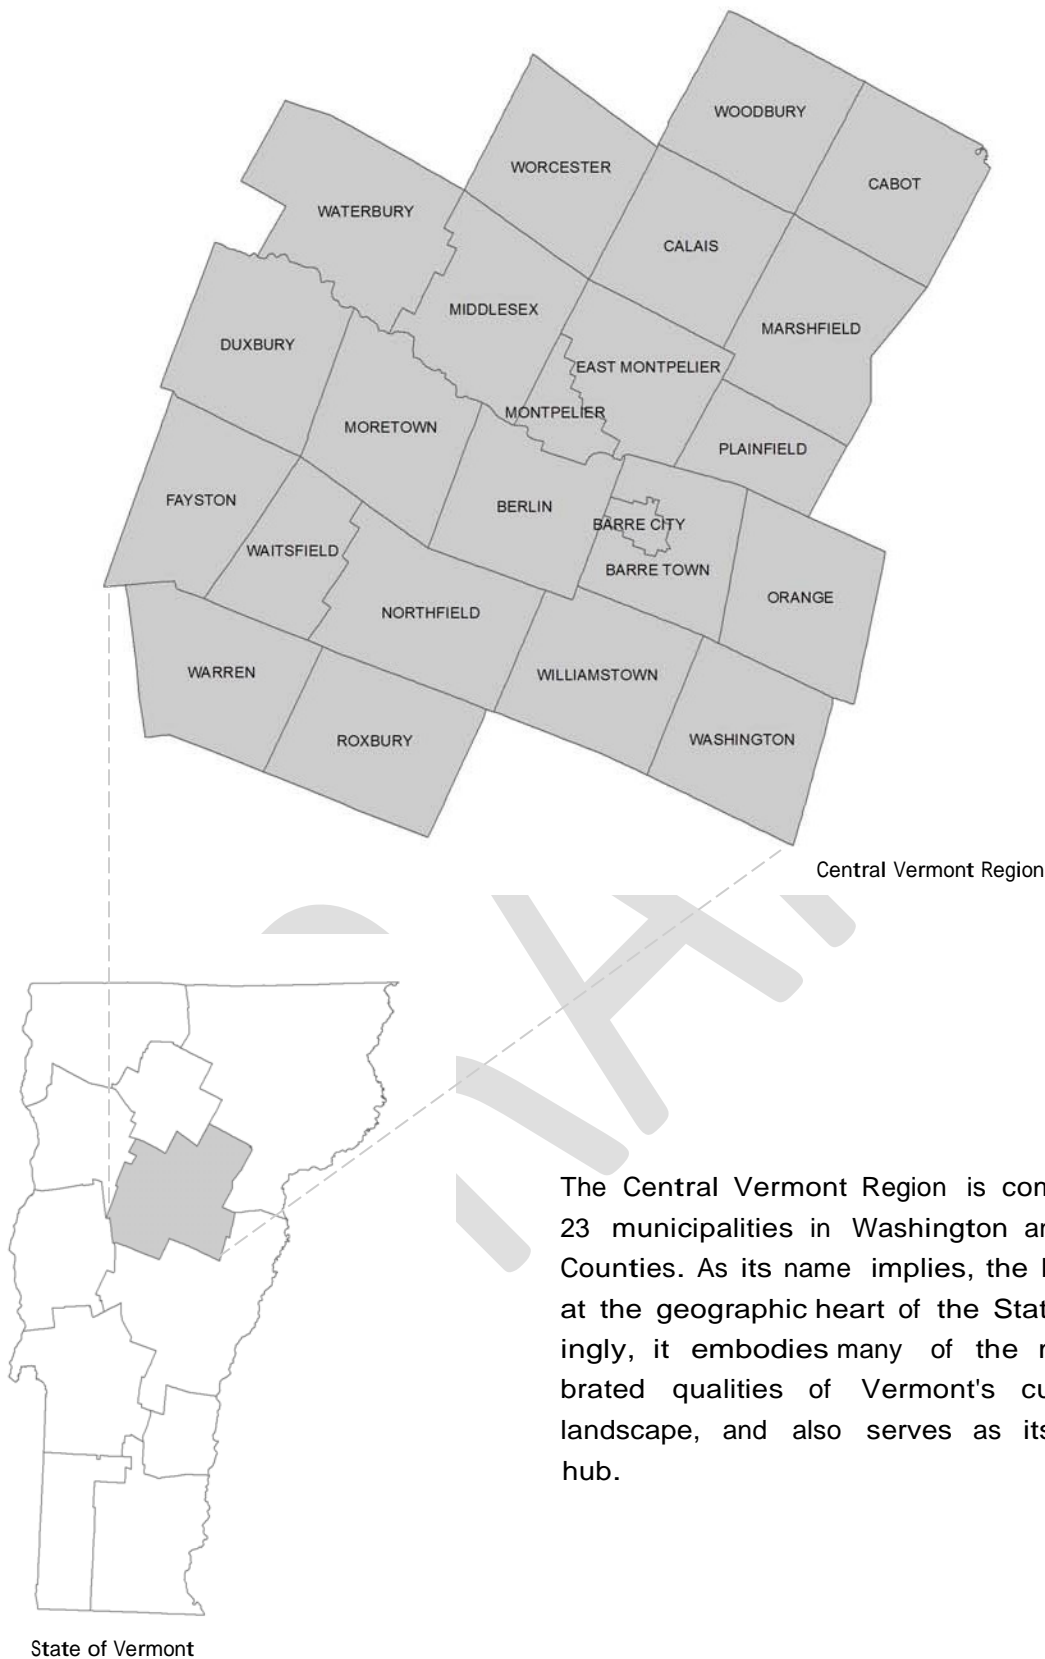 WOODBURY
WORCESTER
CABOT
WATERBURY
CALAIS
MIDDLESEX
MARSHFIELD
DUXBURY
EAST MONTPELIER
MONTPELIER
MORETOWN
PLAINFIELD
FAYSTON
BERLIN
BARRE CITY
WAITSFIELD
BARRE TOWN
ORANGE
NORTHFIELD
WARREN
WILLIAMSTOWN
ROXBURY
WASHINGTON
Central Vermont Region
The Central Vermont Region is
23 municipalities in Washington
Counties. As its name implies, the
at the geographic heart of the
ingly, it embodies many of the
brated qualities of Vermont's
landscape, and also serves as its
hub.
State of Vermont